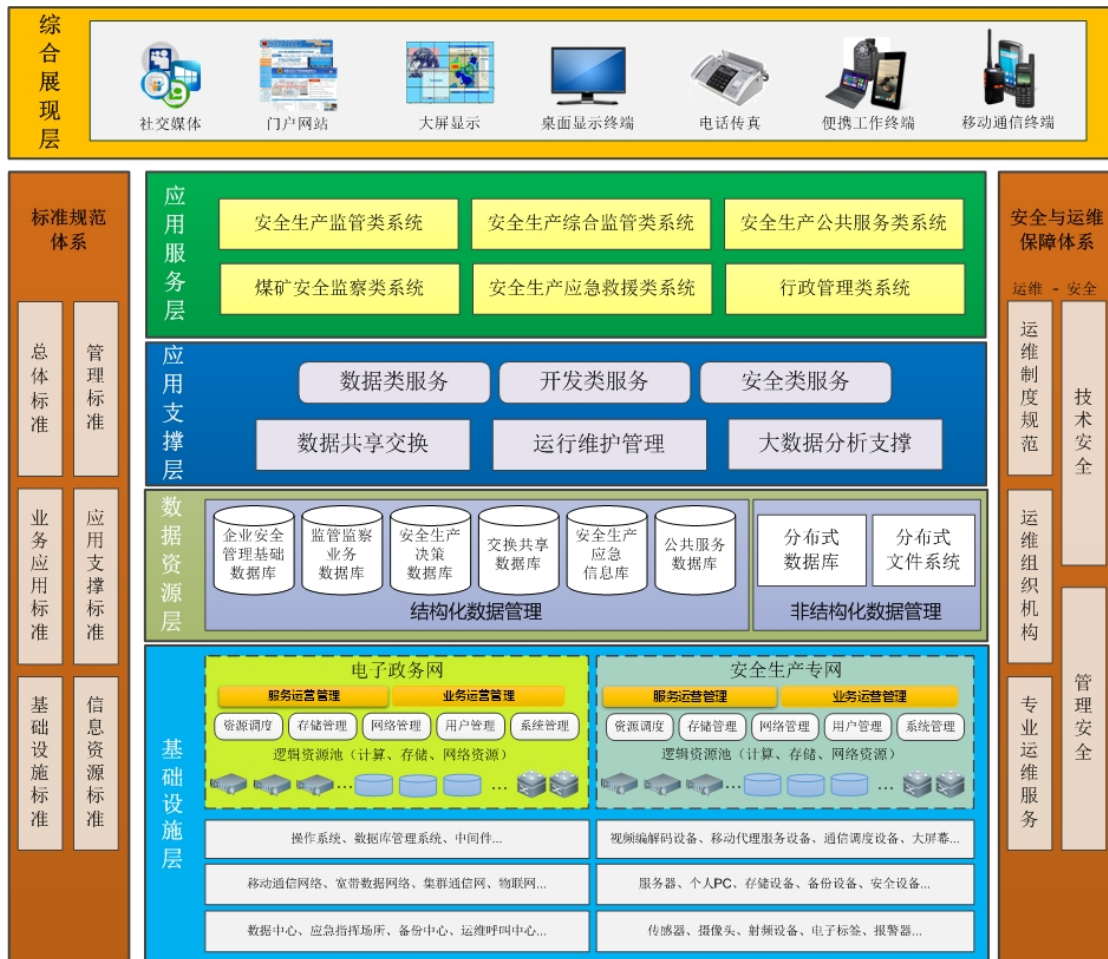 综合展现层
社交媒体
门户网站
大屏显示
桌面显示终端
电话传真
便携工作终端
移动通信终端
标准规范
体系
总体标准
管理标准
业务应用标准
应用支撑标准
基础设施标准
信息资源标准
应用服务层
安全生产监管类系统
安全生产综合监管类系统
安全生产公共服务类系统
煤矿安全监察类系统
安全生产应急救援类系统
行政管理类系统
应用支撑层
数据类服务
开发类服务
安全类服务
数据共享交换
运行维护管理
大数据分析支撑
数据资源层
企业安全
管理基础
数据库
监管监察
业务
数据库
安全生产
决策
数据库
交换共享
数据库
安全生产
应急
信息库
公共服务
数据库
结构化数据管理
分布式
数据库
分布式
文件系统
非结构化数据管理
基础设施层
电子政务网
服务运营管理
业务运营管理
资源调度
存储管理
网络管理
用户管理
系统管理
逻辑资源池（计算、存储、网络资源）
...
...
安全生产专网
服务运营管理
业务运营管理
资源调度
存储管理
网络管理
用户管理
系统管理
逻辑资源池（计算、存储、网络资源）
...
...
操作系统、数据库管理系统、中间件...
视频编解码设备、移动代理服务设备、通信调度设备、大屏幕...
移动通信网络、宽带数据网络、集群通信网、物联网...
服务器、个人PC、存储设备、备份设备、安全设备...
数据中心、应急指挥场所、备份中心、运维呼叫中心...
传感器、摄像头、射频设备、电子标签、报警器...
安全与运维
保障体系
运维 - 安全
运维制度规范
技术安全
运维组织机构
管理安全
专业运维服务